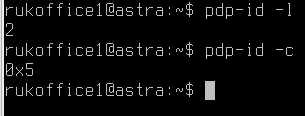 rukoffice1@astra:~$ pdp-id -l
2
rukoffice1@astra:~$ pdp-id -c
0x5
rukoffice1@astra:~$